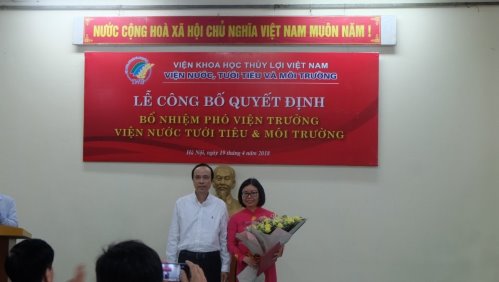 NƯỚC CỘNG HOÀ XÃ HỘI CHỦ NGHĨA VIỆT NAM MUÔN NĂM !
VIỆN KHOA HỌC THỦY LỢI VIỆT NAM
VIỆN NƯỚC, TƯỚI TIÊU VÀ MÔI TRƯỜNG
LỄ CÔNG BỐ QUYẾT ĐỊNH
BỔ NHIỆM PHÓ VIỆN TRƯỞNG
VIỆN NƯỚC TƯỚI TIÊU & MÔI TRƯỜNG
Hà Nội, ngày 19 tháng 4 năm 2018